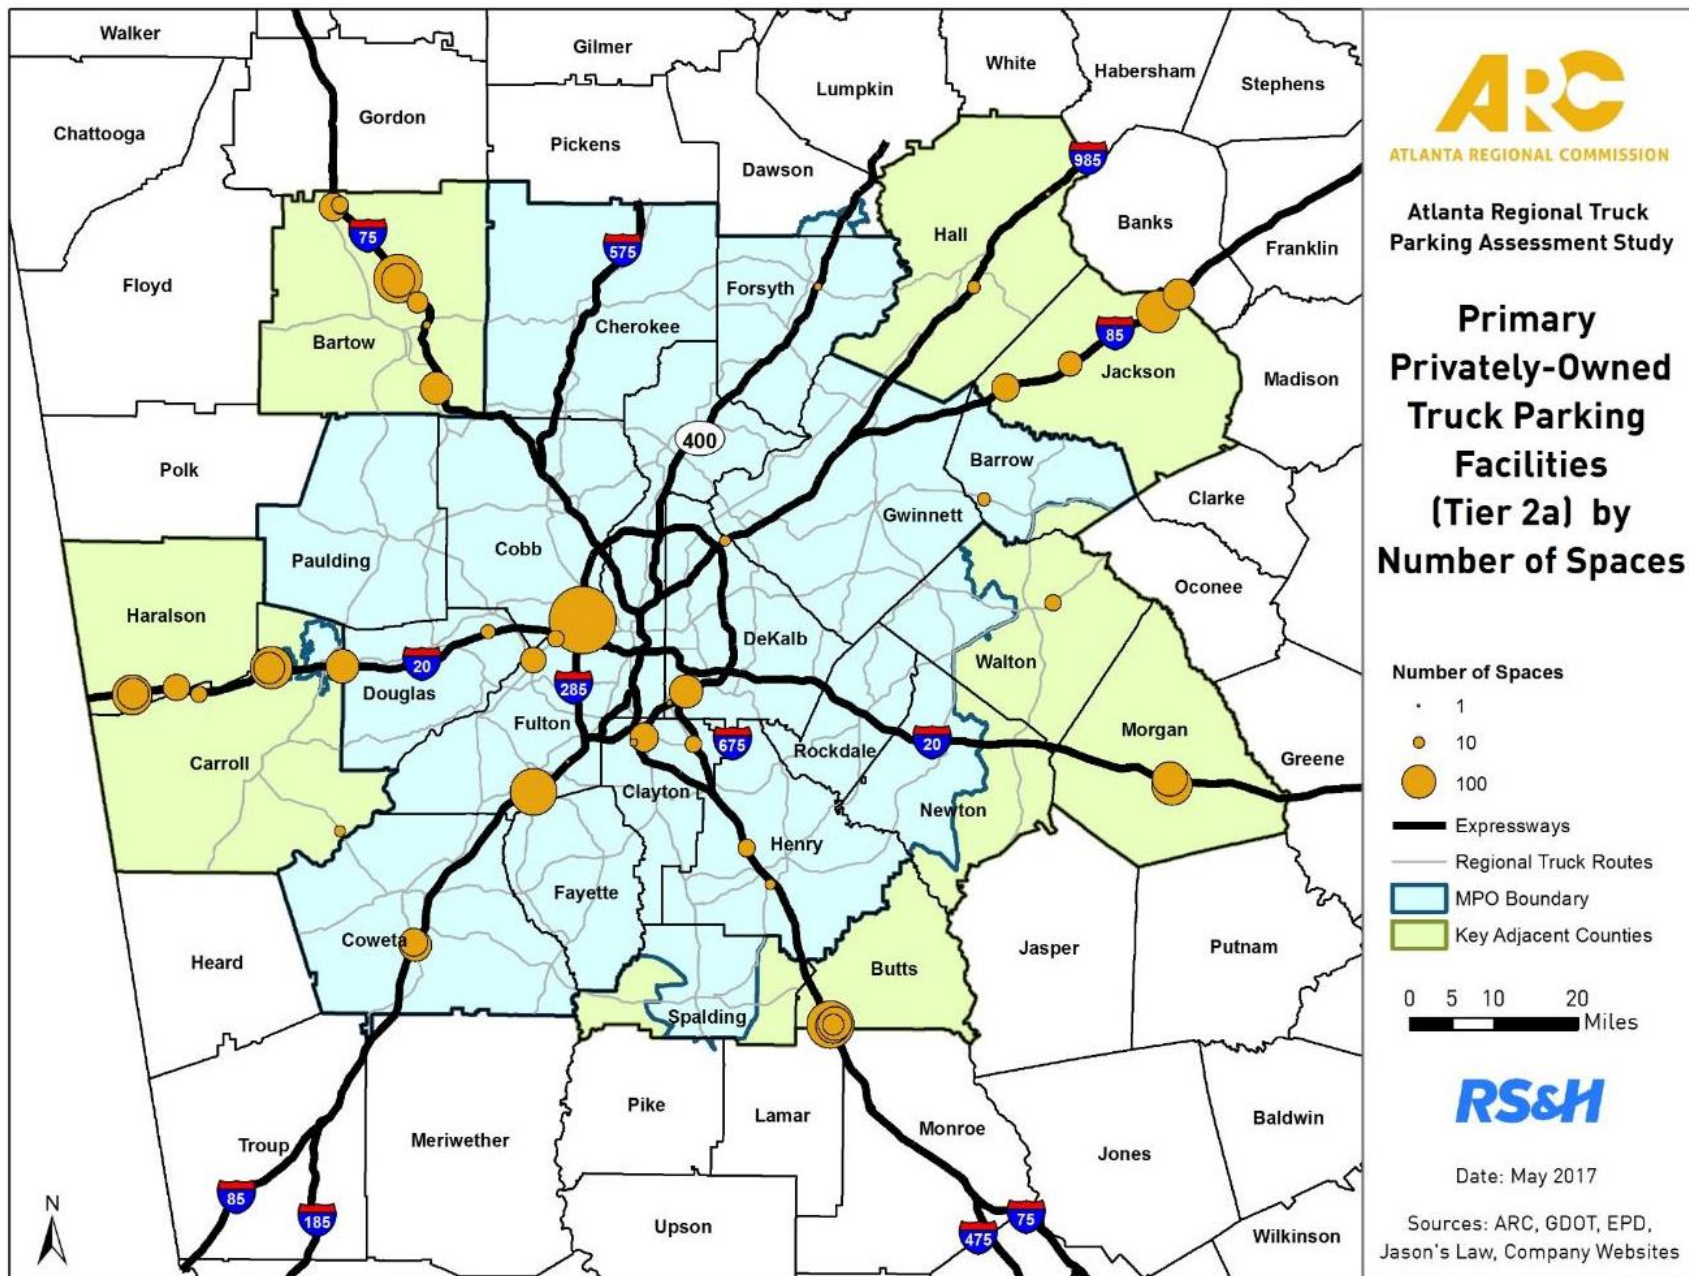 Walker
Gilmer
White
Habersham
Stephens
Lumpkin
Gordon
Chattooga
Pickens
Dawson
985
Banks
Hall
75
575
Franklin
Floyd
Forsyth
Cherokee
85
Bartow
Jackson
Madison
400
Polk
Barrow
Clarke
Gwinnett
Cobb
Paulding
Oconee
Haralson
DeKalb
Walton
20
Douglas
285
Fulton
Morgan
675
20
Rockdale
Greene
Carroll
Clayton
Newton
Henry
Fayette
Coweta
Heard
Jasper
Putnam
Butts
Spalding
Pike
Lamar
Baldwin
Monroe
Troup
Meriwether
Jones
85
185
Upson
75
475
Wilkinson
N
ARC
ATLANTA REGIONAL COMMISSION
Atlanta Regional Truck
Parking Assessment Study
Primary
Privately-Owned
Truck Parking
Facilities
(Tier 2a) by
Number of Spaces
Number of Spaces
1
10
100
Expressways
Regional Truck Routes
MPO Boundary
Key Adjacent Counties
0 5 10 20
Miles
RS&H
Date: May 2017
Sources: ARC, GDOT, EPD,
Jason's Law, Company Websites